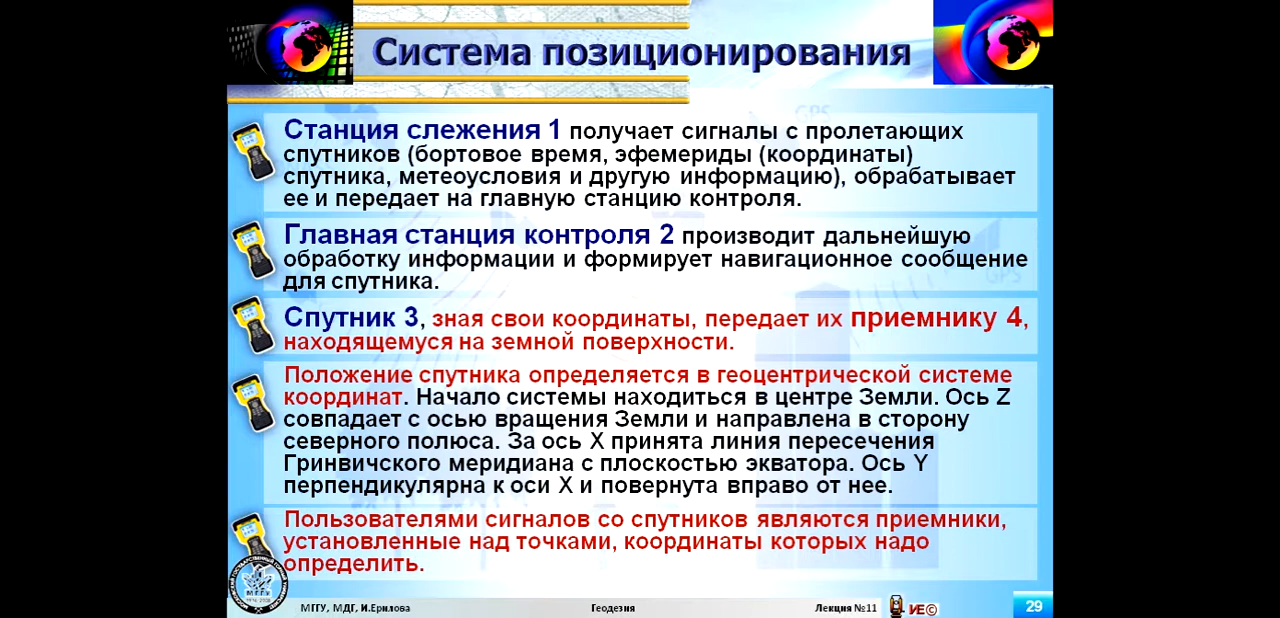 Система позиционирования
GPS
Станция слежения 1 получает сигналы с пролетающих
спутников (бортовое время, эфемериды (координаты)
спутника, метеоусловия и другую информацию), обрабатывает
ее и передает на главную станцию контроля.
Главная станция контроля 2 производит дальнейшую
обработку информации и формирует навигационное сообщение
для спутника.
GPS
Спутник 3, зная свои координаты, передает их приемнику 4,
находящемуся на земной поверхности.
Положение спутника определяется в геоцентрической системе
координат. Начало системы находиться в центре Земли. Ось Z
совпадает с осью вращения Земли и направлена в сторону
северного полюса. За ось X принята линия пересечения
Гринвичского меридиана с плоскостью экватора. Ось Y
перпендикулярна к оси X и повернута вправо от нее.
Пользователями сигналов со спутников являются приемники,
установленные над точками, координаты которых надо
определить.
МГГУ
МГГУ, МДГ, И.Ерилова
Геодезия
Лекция №11
ИЕ©
29